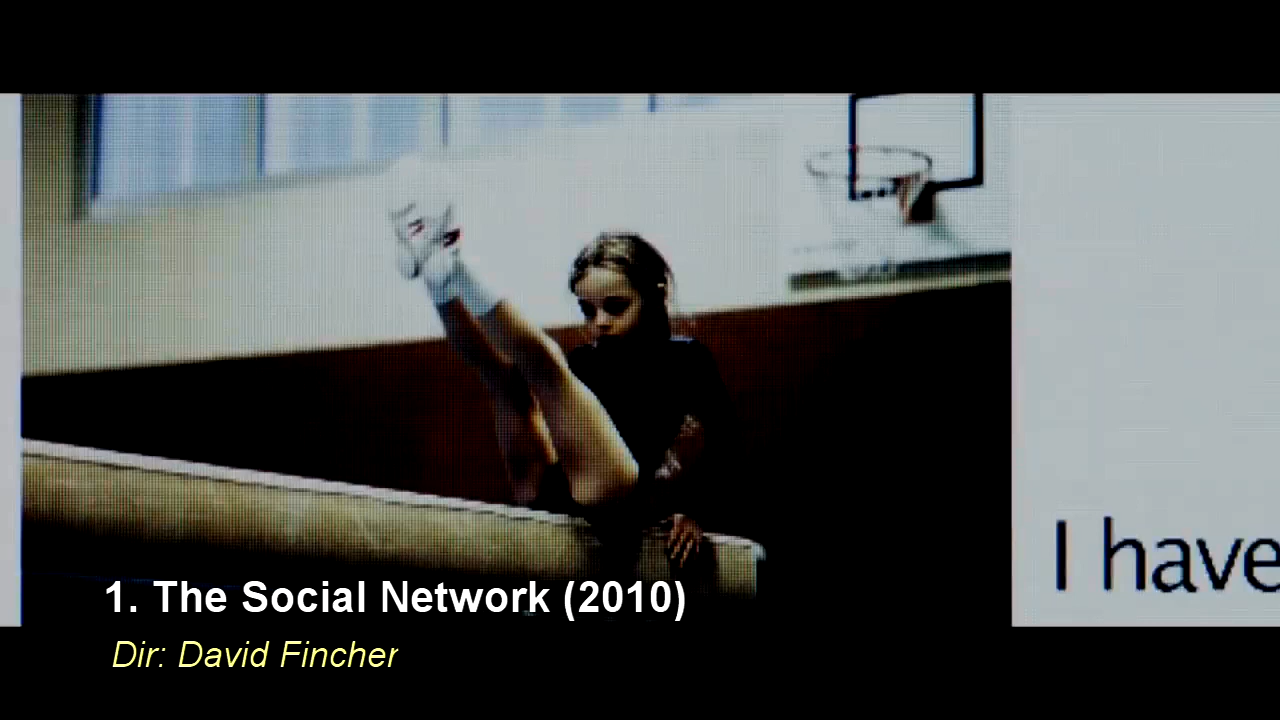 I have
1. The Social Network (2010)
Dir: David Fincher